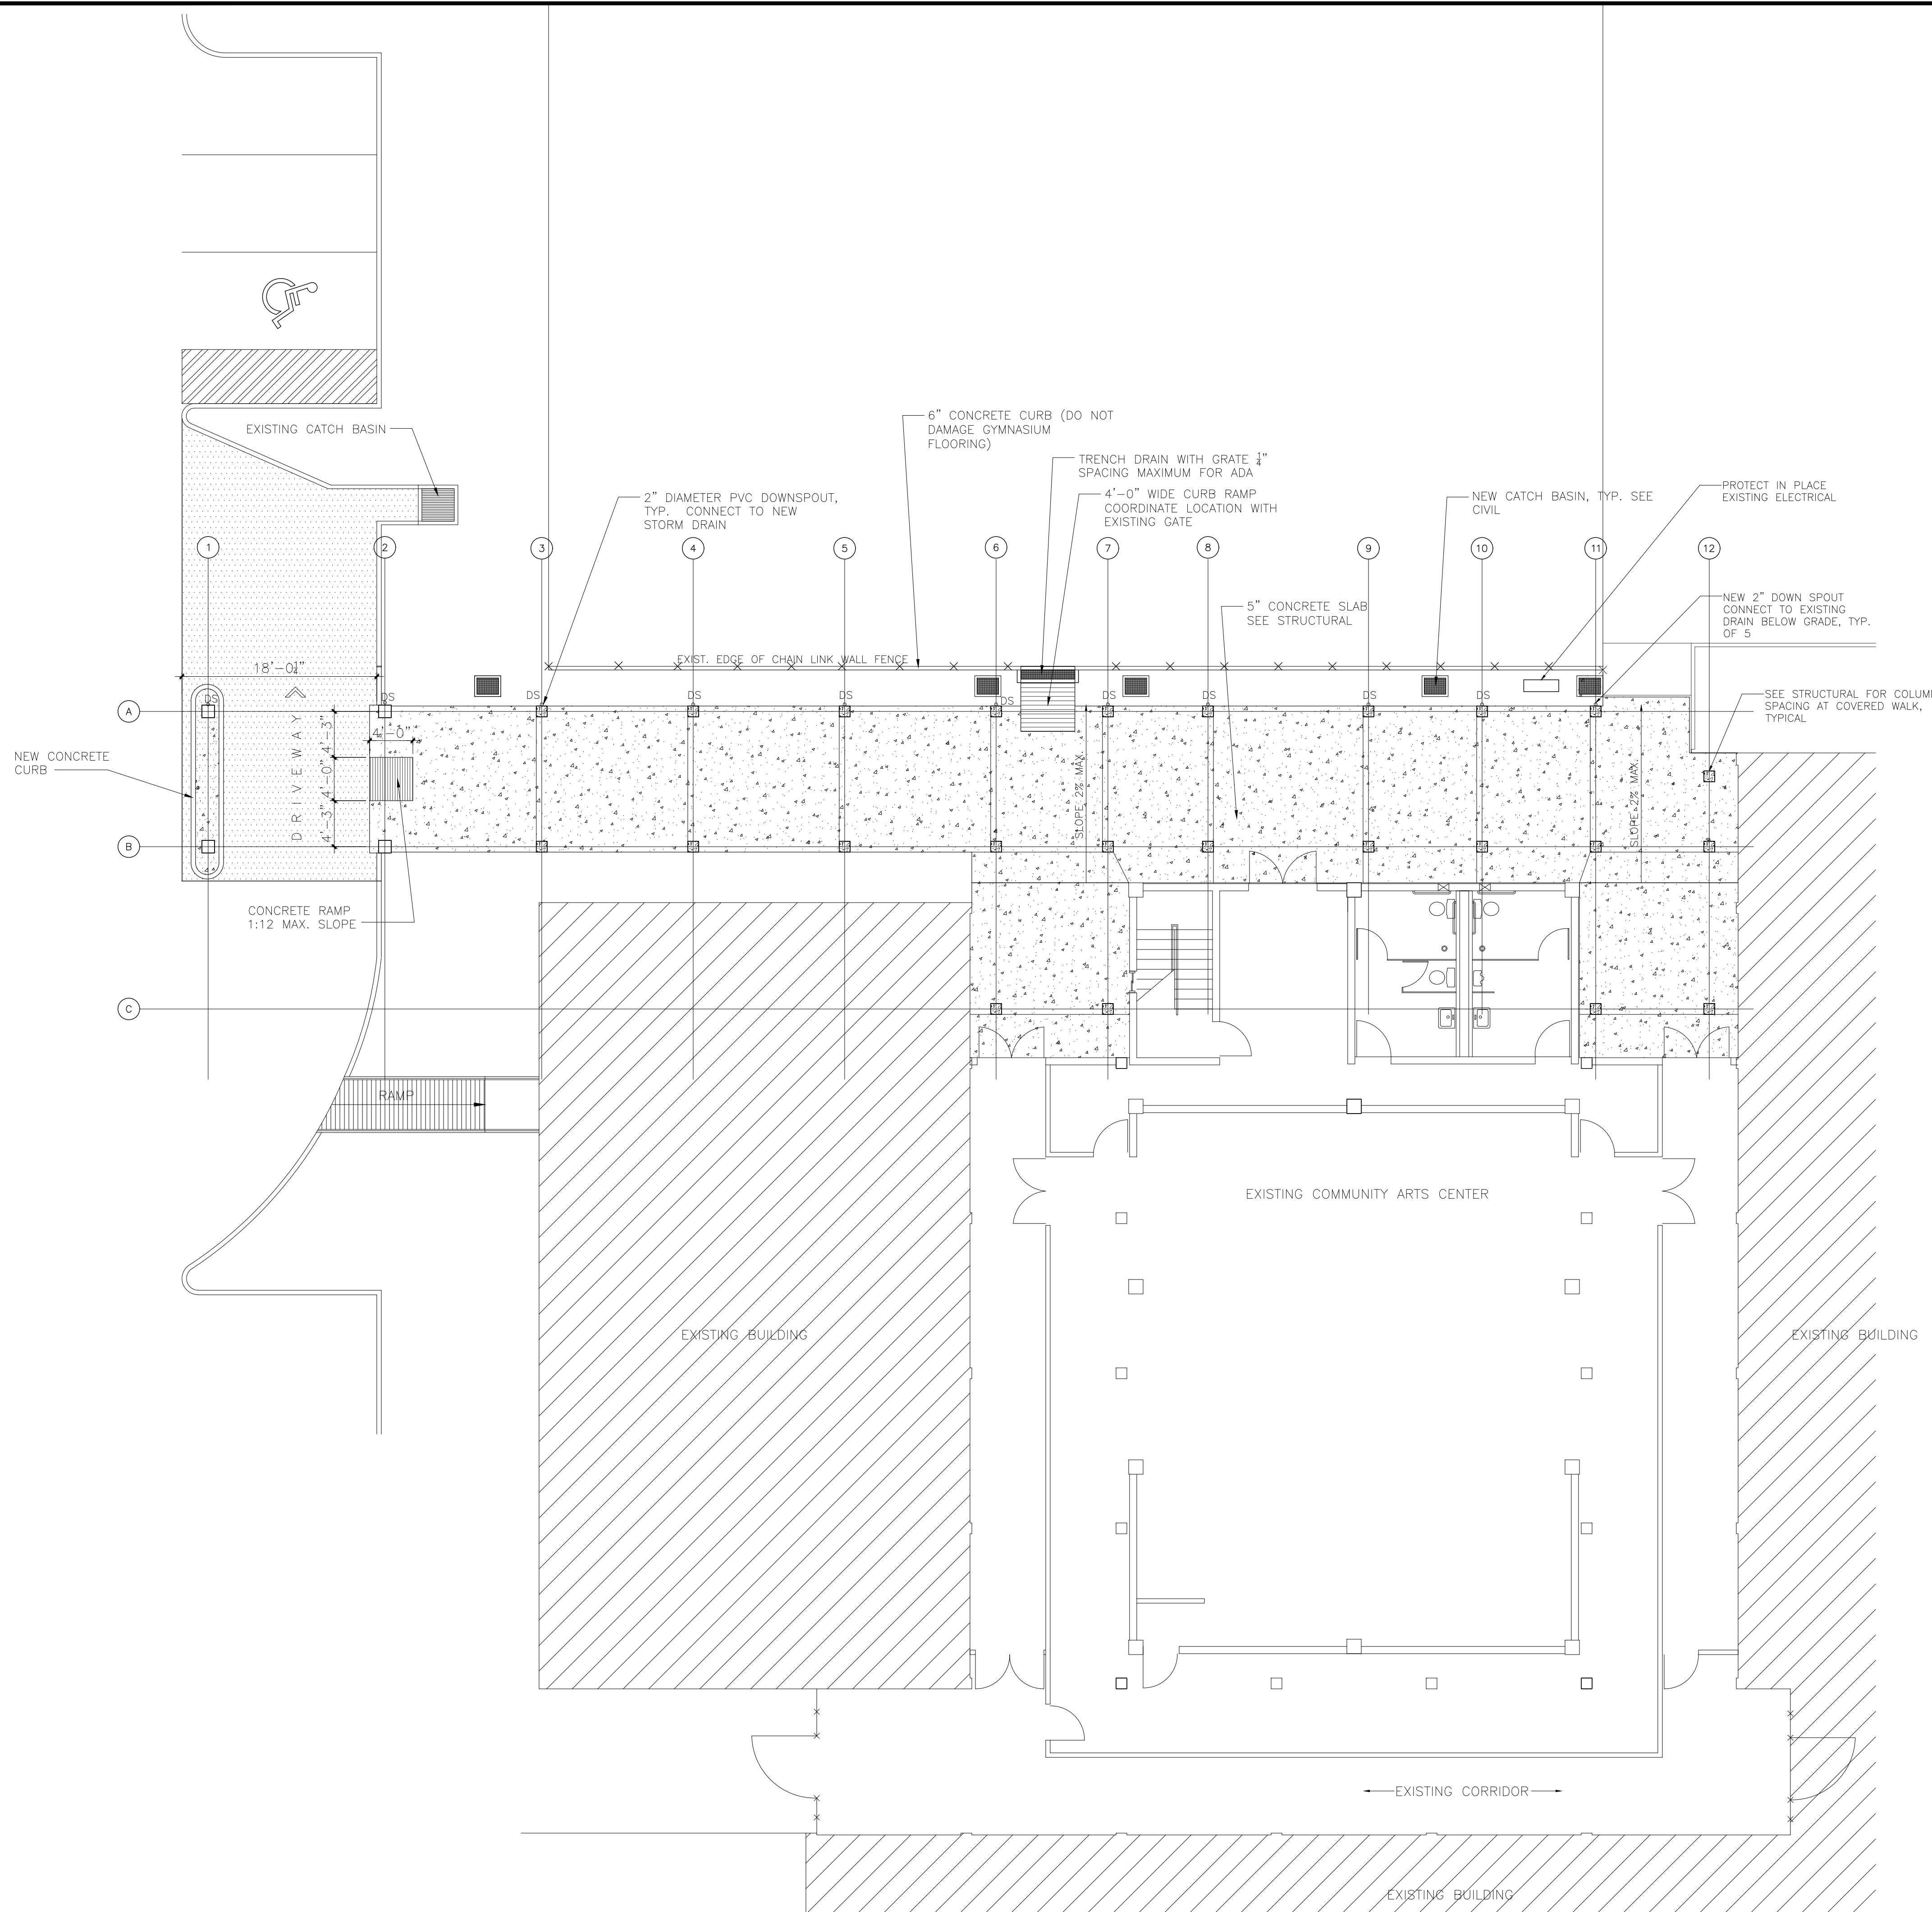 6" CONCRETE CURB (DO NOT
DAMAGE GYMNASIUM
FLOORING)
EXISTING CATCH BASIN
TRENCH DRAIN WITH GRATE ¼"
SPACING MAXIMUM FOR ADA
2" DIAMETER PVC DOWNSPOUT,
TYP. CONNECT TO NEW
STORM DRAIN
4'-0" WIDE CURB RAMP
COORDINATE LOCATION WITH
EXISTING GATE
NEW CATCH BASIN, TYP. SEE
CIVIL
PROTECT IN PLACE
EXISTING ELECTRICAL
1
2
3
4
5
6
7
8
9
10
11
12
5" CONCRETE SLAB
SEE STRUCTURAL
NEW 2" DOWN SPOUT
CONNECT TO EXISTING
DRAIN BELOW GRADE, TYP.
OF 5
EXIST. EDGE OF CHAIN LINK WALL FENCE
18'-0¼"
DS
DS
DS
DS
DS
DS
DS
DS
DS
DS
SEE STRUCTURAL FOR COLUM
SPACING AT COVERED WALK,
TYPICAL
A
4'-0"
4'-3"
4'-0"
4'-3"
DRIVEWAY
NEW CONCRETE
CURB
SLOPE 2% MAX.
SLOPE 2% MAX.
B
CONCRETE RAMP
1:12 MAX. SLOPE
C
RAMP
EXISTING COMMUNITY ARTS CENTER
EXISTING BUILDING
EXISTING BUILDING
EXISTING CORRIDOR
EXISTING BUILDING